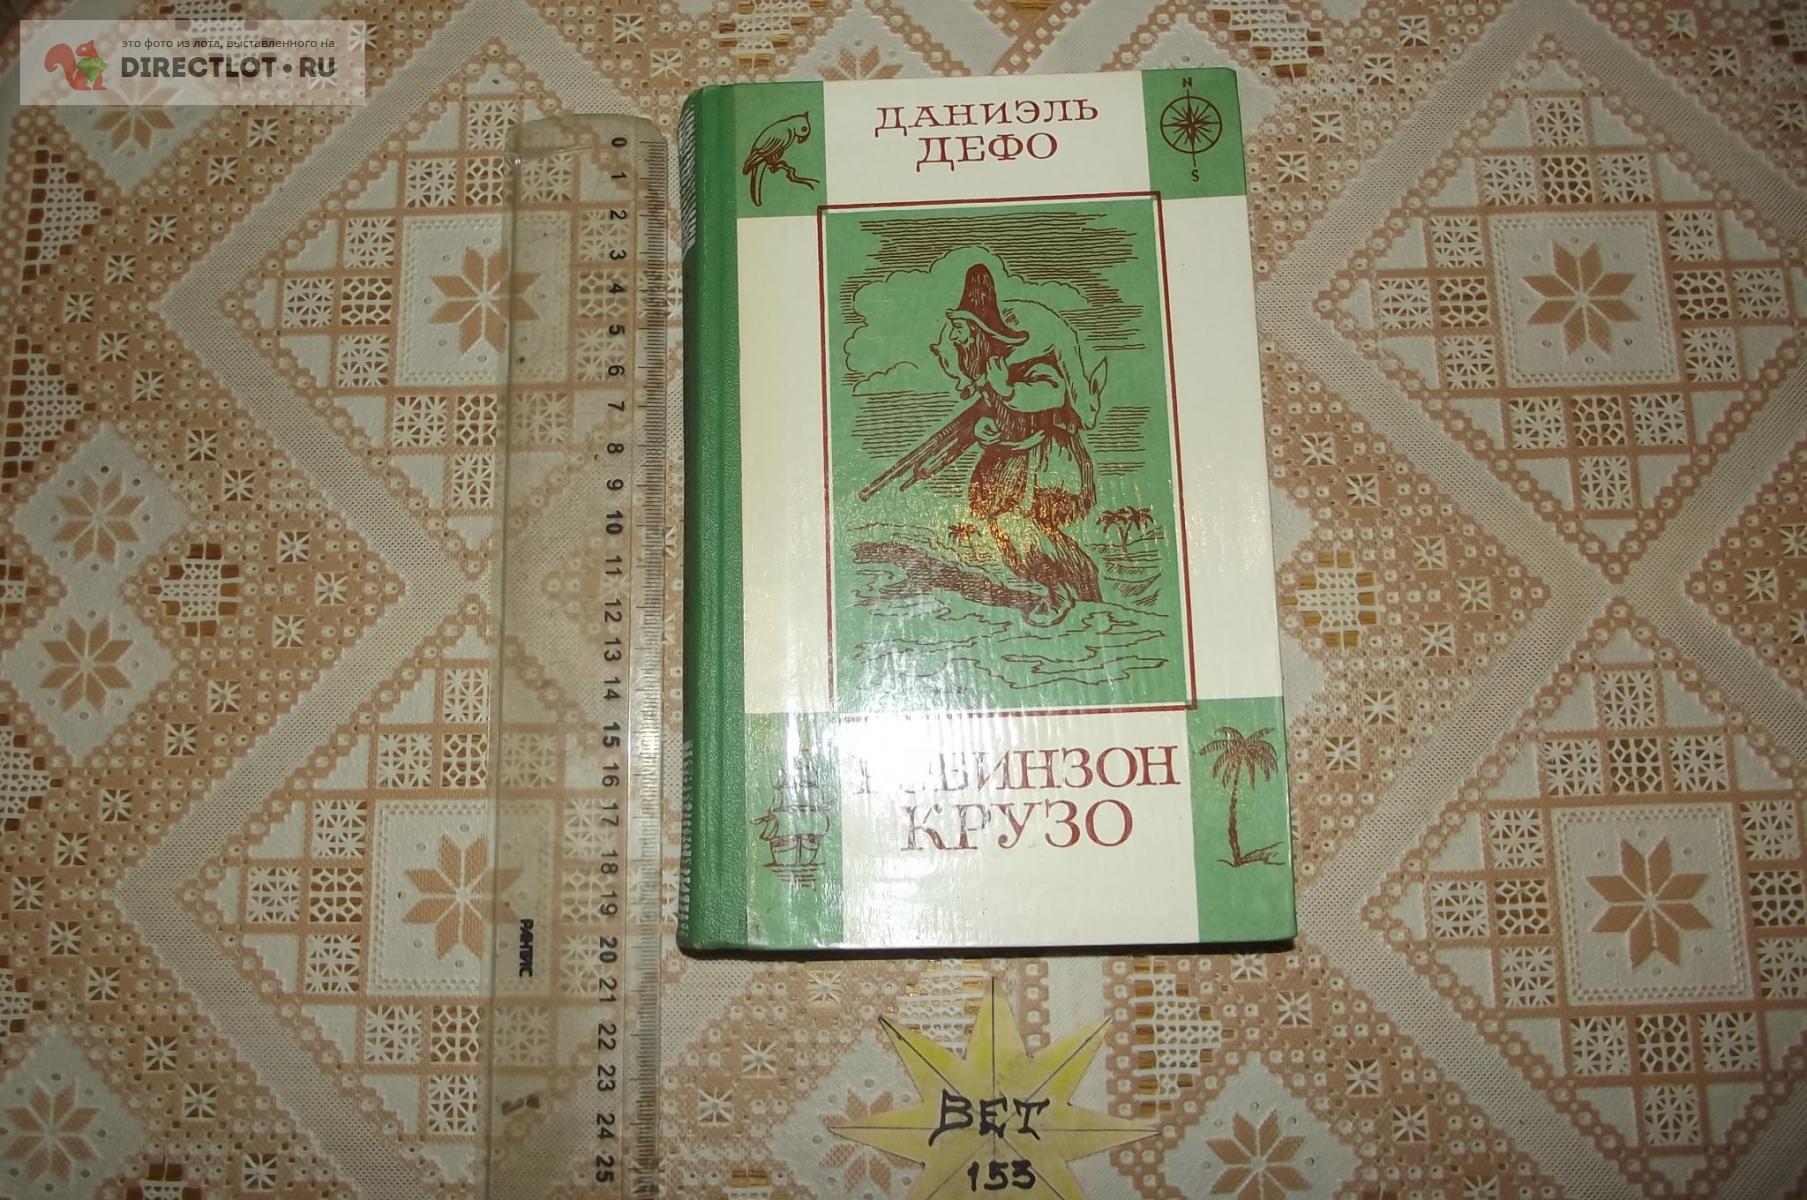 это фото из лота, выставленного на
DIRECTLOT.RU
ДАНИЭЛЬ
ДЕФО
N
S
РОБИНЗОН
КРУЗО
0
1
2
3
4
5
6
7
8
9
10
11
12
13
14
15
16
17
18
19
20
21
22
23
24
25
РАНТИС
ВЕТ
153